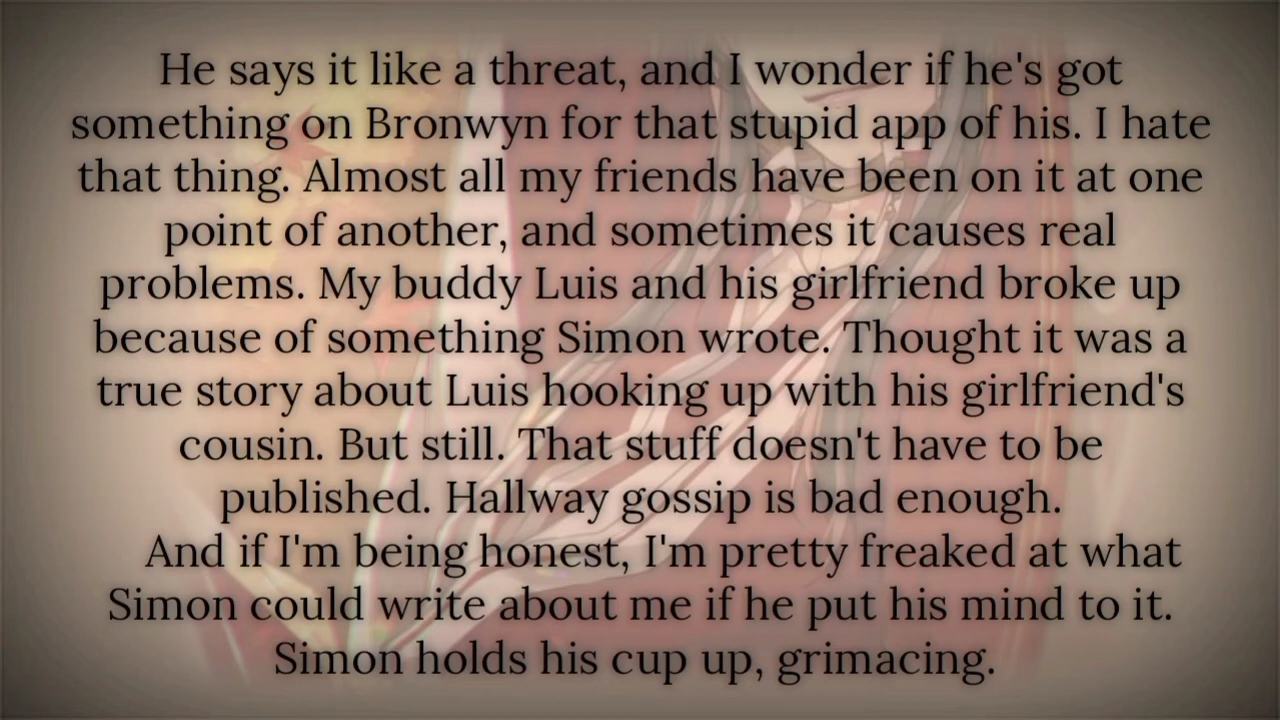 He says it like a threat, and I wonder if he's got
something on Bronwyn for that stupid app of his. I hate
that thing. Almost all my friends have been on it at one
point of another, and sometimes it causes real
problems. My buddy Luis and his girlfriend broke up
because of something Simon wrote. Thought it was a
true story about Luis hooking up with his girlfriend's
cousin. But still. That stuff doesn't have to be
published. Hallway gossip is bad enough.
And if I'm being honest, I'm pretty freaked at what
Simon could write about me if he put his mind to it.
Simon holds his cup up, grimacing.